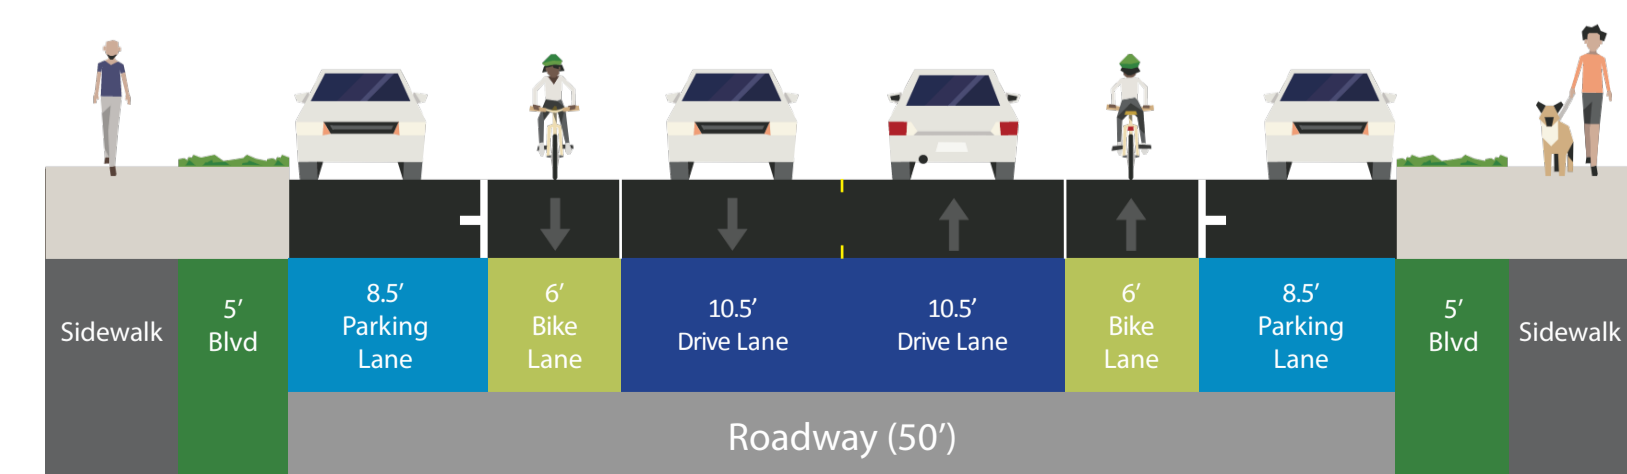 Sidewalk
5′
Blvd
8.5′
Parking
Lane
6′
Bike
Lane
10.5′
Drive Lane
10.5′
Drive Lane
6′
Bike
Lane
8.5′
Parking
Lane
5′
Blvd
Sidewalk
Roadway (50′)